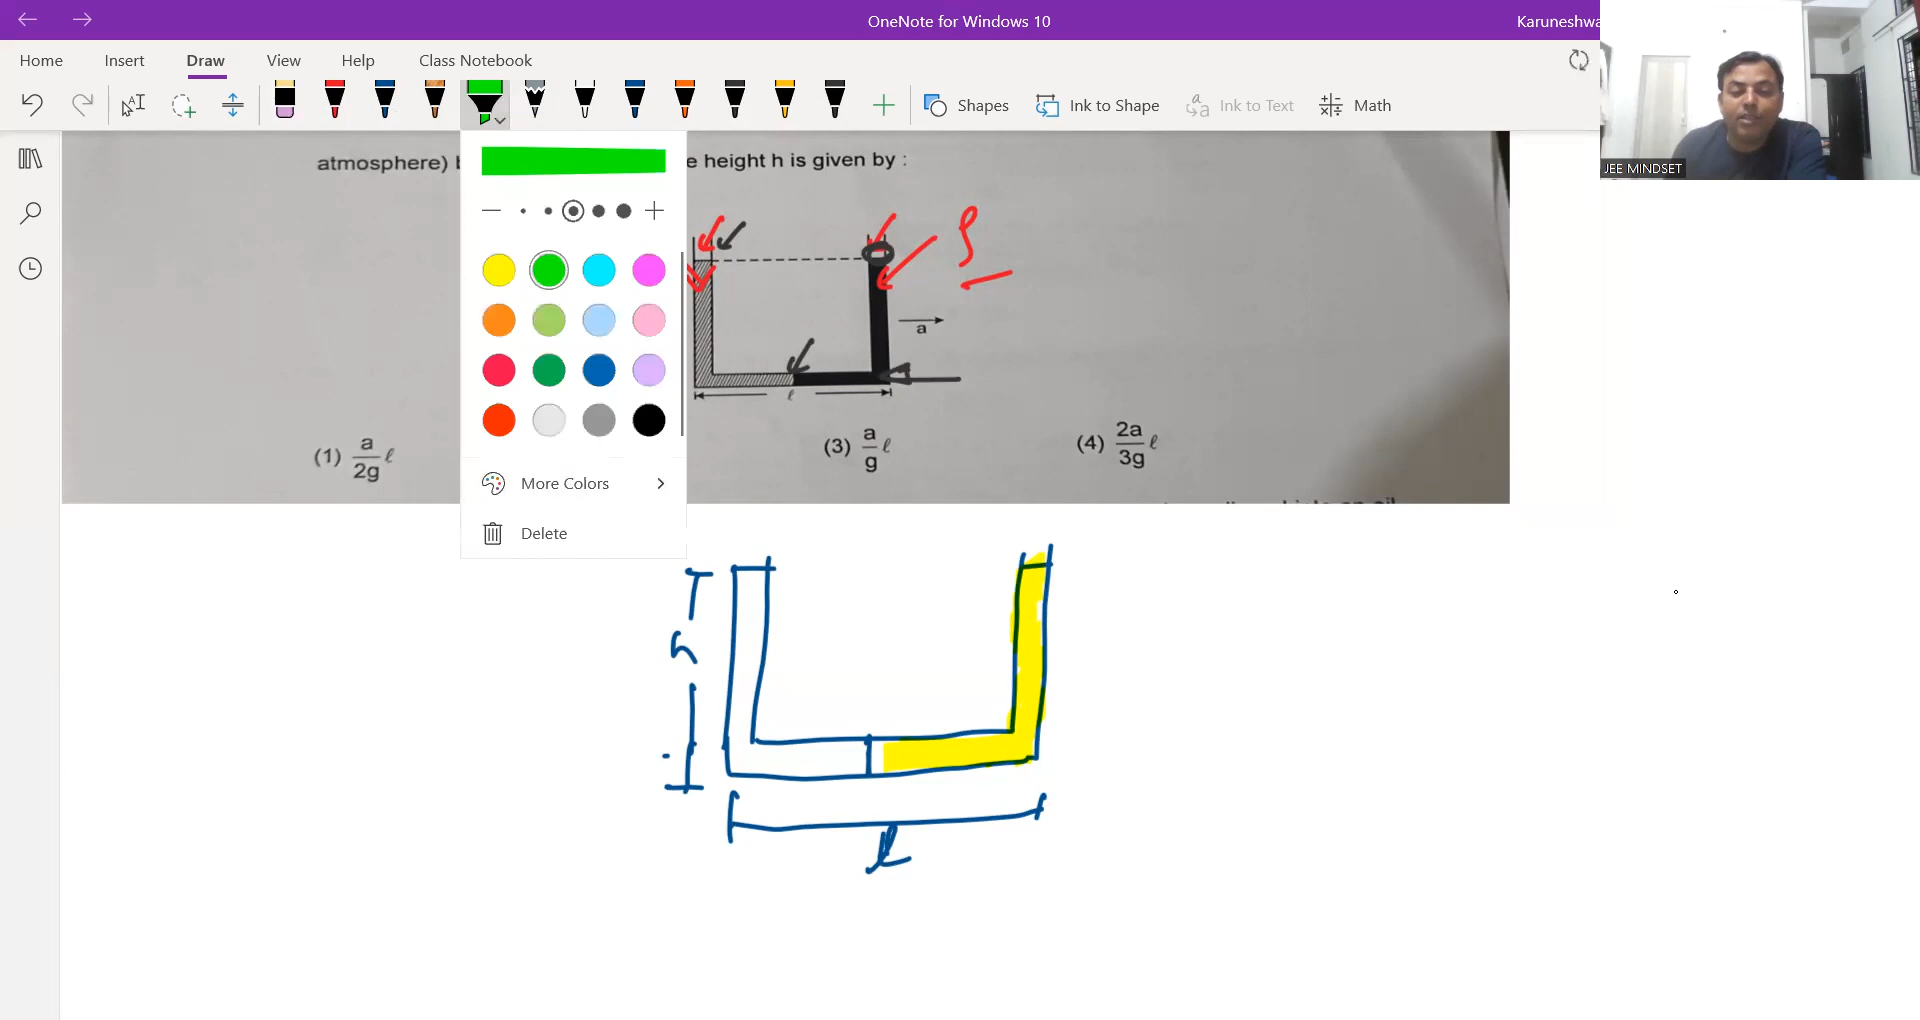 OneNote for Windows 10
Karuneshwa
Home Insert Draw View Help Class Notebook
Shapes Ink to Shape Ink to Text Math
JEE MINDSET
atmosphere) e height h is given by :
ρ
a
ℓ
(1) a/2g ℓ (3) a/g ℓ (4) 2a/3g ℓ
More Colors
Delete
h
l